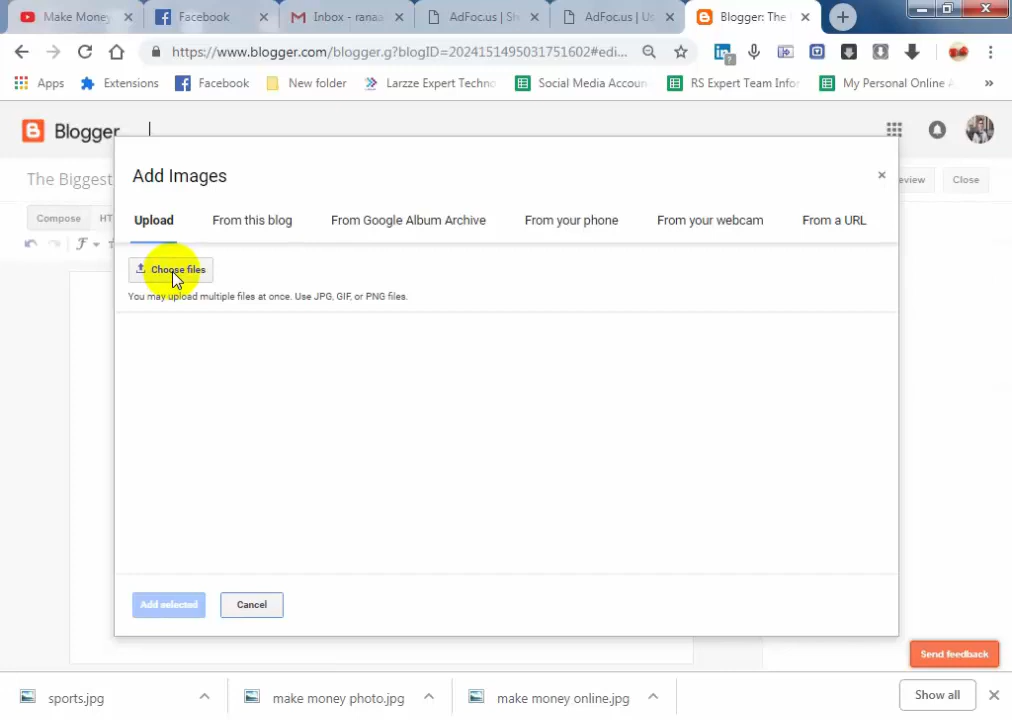 Make Money
Facebook
Inbox - ranaa
AdFoc.us | Sh
AdFoc.us | Us
Blogger: The
https://www.blogger.com/blogger.g?blogID=2024151495031751602#edi...
Apps
Extensions
Facebook
New folder
Larzze Expert Techno
Social Media Accoun
RS Expert Team Infor
My Personal Online A
»
Blogger
The Biggest
eview
Close
Compose
HT
Add Images
Upload
From this blog
From Google Album Archive
From your phone
From your webcam
From a URL
Choose files
You may upload multiple files at once. Use JPG, GIF, or PNG files.
Add selected
Cancel
Send feedback
sports.jpg
make money photo.jpg
make money online.jpg
Show all